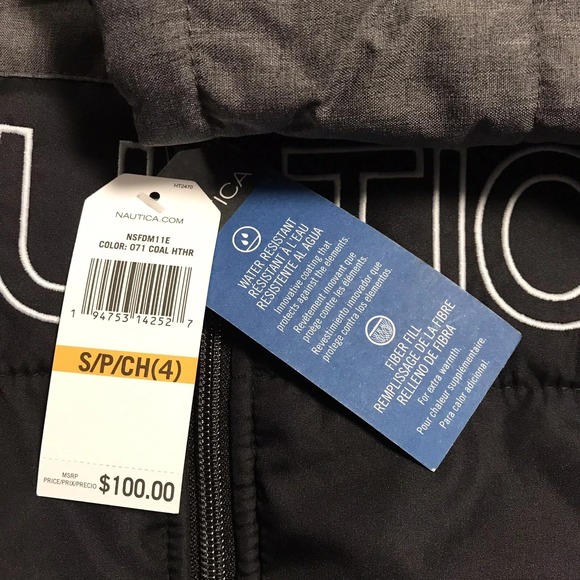 U TIC
HT2470
NAUTICA.COM
NSFDM11E
COLOR: 071 COAL HTHR
1 94753 14252 7
S/P/CH(4)
MSRP
PRICE/PRIX/PRECIO $100.00
ICA
WATER RESISTANT
RÉSISTANT À L'EAU
RESISTENTE AL AGUA
Innovative coating that
protects against the elements.
Revêtement innovant que
protège contre les éléments.
Revestimiento innovador que
protege contra los elementos.
FIBER FILL
REMPLISSAGE DE LA FIBRE
RELLENO DE FIBRA
For extra warmth.
Pour chaleur supplémentaire.
Para calor adicional.